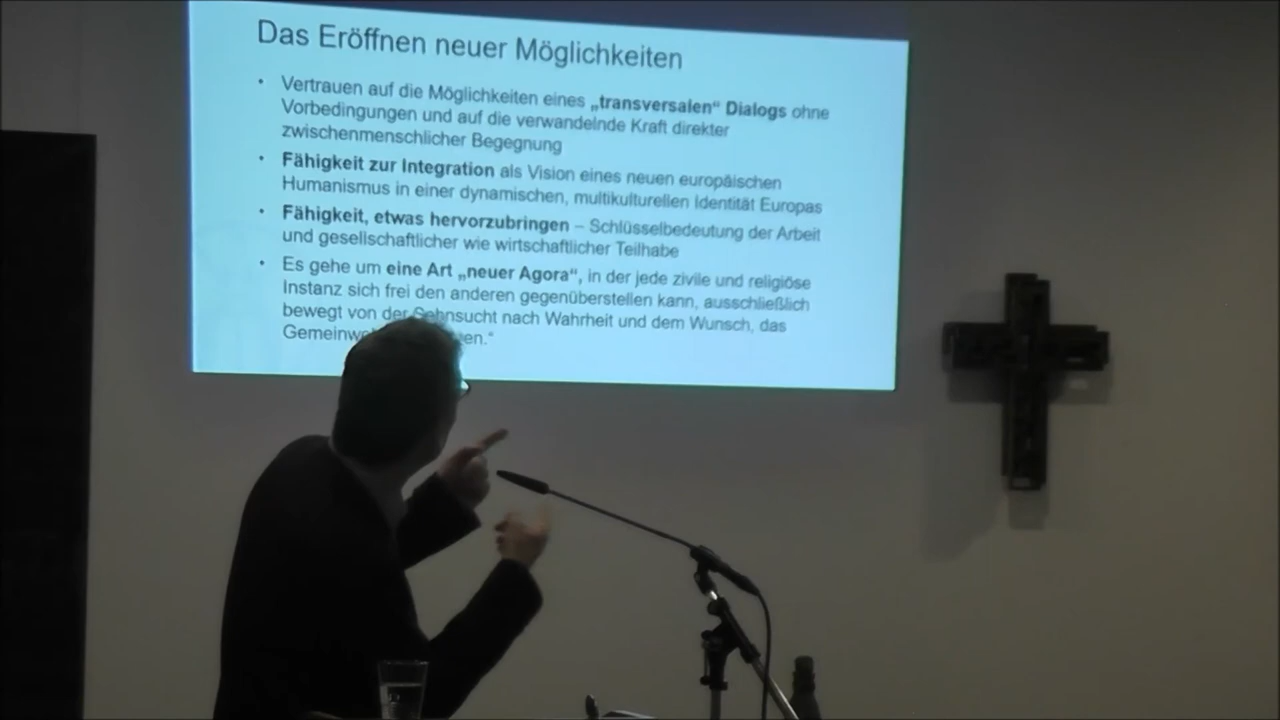 Das Eröffnen neuer Möglichkeiten
• Vertrauen auf die Möglichkeiten eines „transversalen“ Dialogs ohne
Vorbedingungen und auf die verwandelnde Kraft direkter
zwischenmenschlicher Begegnung
• Fähigkeit zur Integration als Vision eines neuen europäischen
Humanismus in einer dynamischen, multikulturellen Identität Europas
• Fähigkeit, etwas hervorzubringen – Schlüsselbedeutung der Arbeit
und gesellschaftlicher wie wirtschaftlicher Teilhabe
• Es gehe um eine Art „neuer Agora“, in der jede zivile und religiöse
Instanz sich frei den anderen gegenüberstellen kann, ausschließlich
bewegt von der Sehnsucht nach Wahrheit und dem Wunsch, das